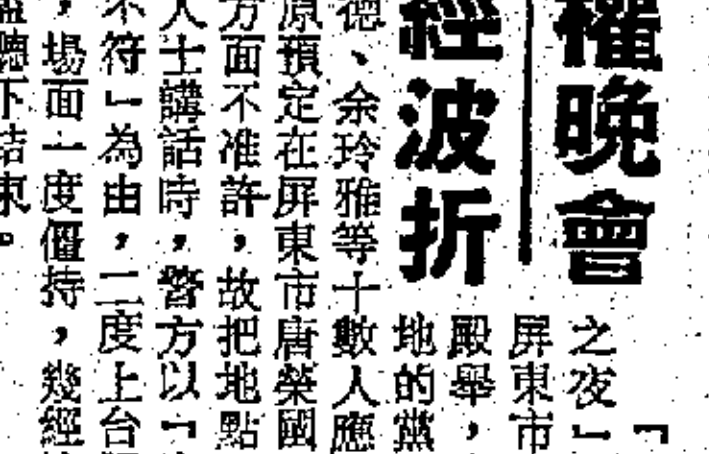 權晚會
經波折
「
之夜」
屏東市
殿舉,
地的黨
德、余玲雅等十數人應
原預定在屏東市唐榮國
方面不准許,故把地點
人士講話時,警方以「
不符」為由,二度上台
,場面一度僵持,幾經
聽下結束。